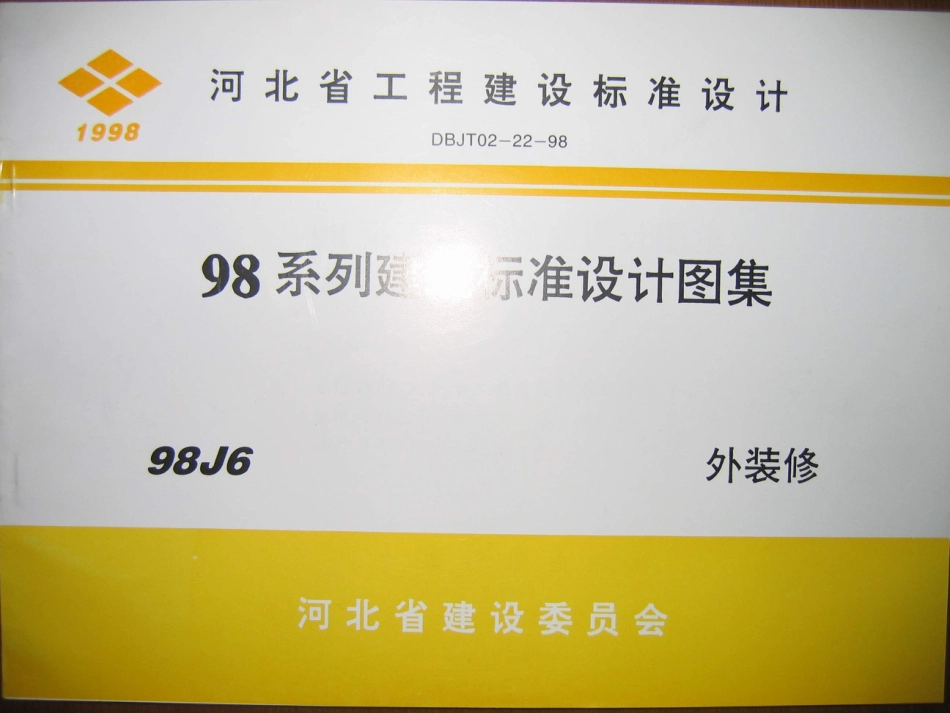 河北省工程建设标准设计
1998
DBJT02-22-98
98系列建标准设计图集
98J6
外装修
河北省建设委员会